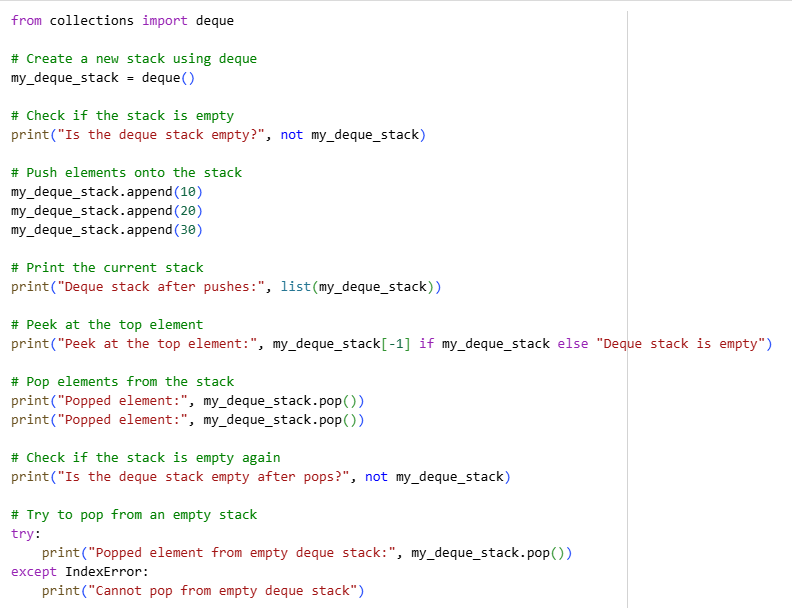 from collections import deque
# Create a new stack using deque
my_deque_stack = deque()
# Check if the stack is empty
print("Is the deque stack empty?", not my_deque_stack)
# Push elements onto the stack
my_deque_stack.append(10)
my_deque_stack.append(20)
my_deque_stack.append(30)
# Print the current stack
print("Deque stack after pushes:", list(my_deque_stack))
# Peek at the top element
print("Peek at the top element:", my_deque_stack[-1] if my_deque_stack else "Deque stack is empty")
# Pop elements from the stack
print("Popped element:", my_deque_stack.pop())
print("Popped element:", my_deque_stack.pop())
# Check if the stack is empty again
print("Is the deque stack empty after pops?", not my_deque_stack)
# Try to pop from an empty stack
try:
    print("Popped element from empty deque stack:", my_deque_stack.pop())
except IndexError:
    print("Cannot pop from empty deque stack")